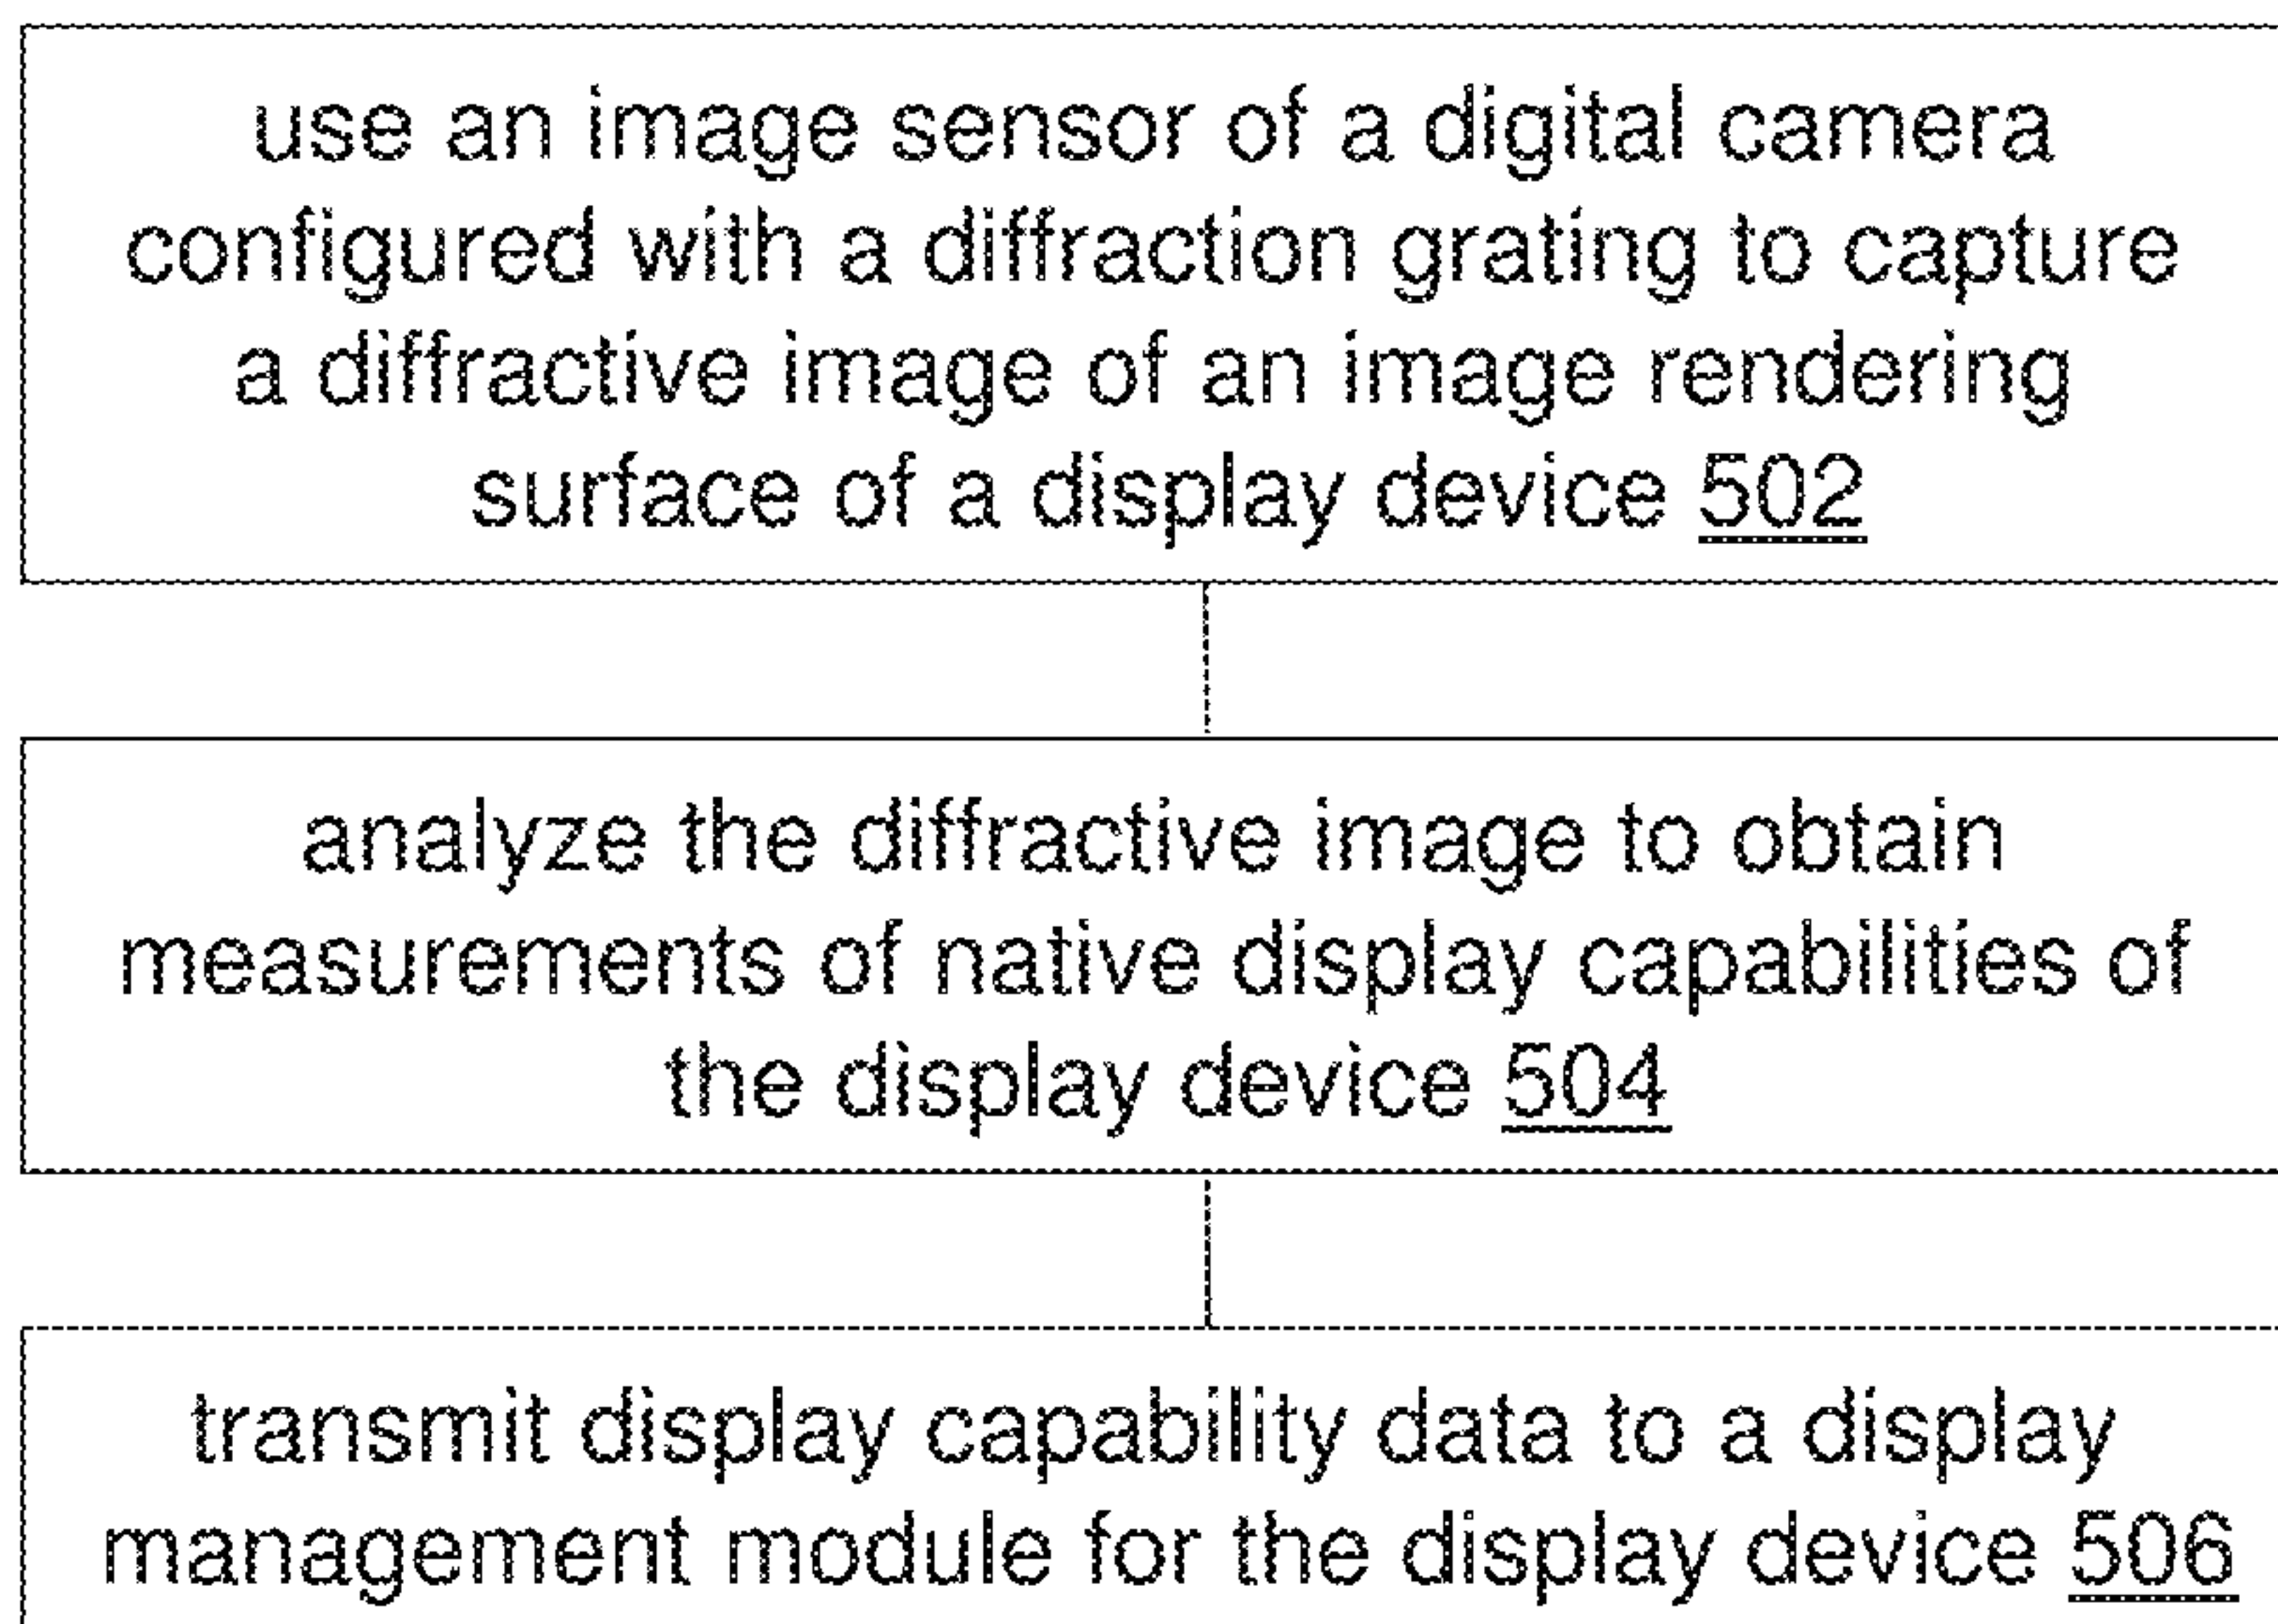 use an image sensor of a digital camera
configured with a diffraction grating to capture
a diffractive image of an image rendering
surface of a display device 502
analyze the diffractive image to obtain
measurements of native display capabilities of
the display device 504
transmit display capability data to a display
management module for the display device 506